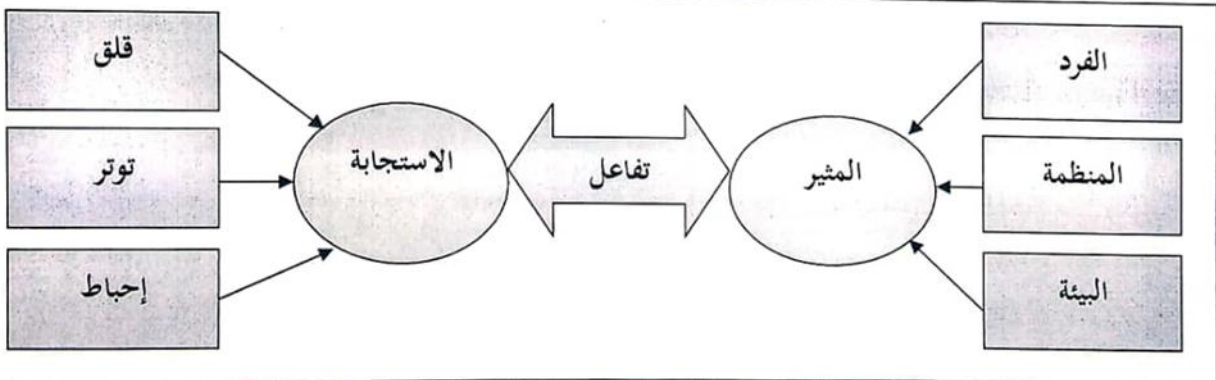 الفرد
المنظمة
البيئة
المثير
تفاعل
الاستجابة
قلق
توتر
إحباط